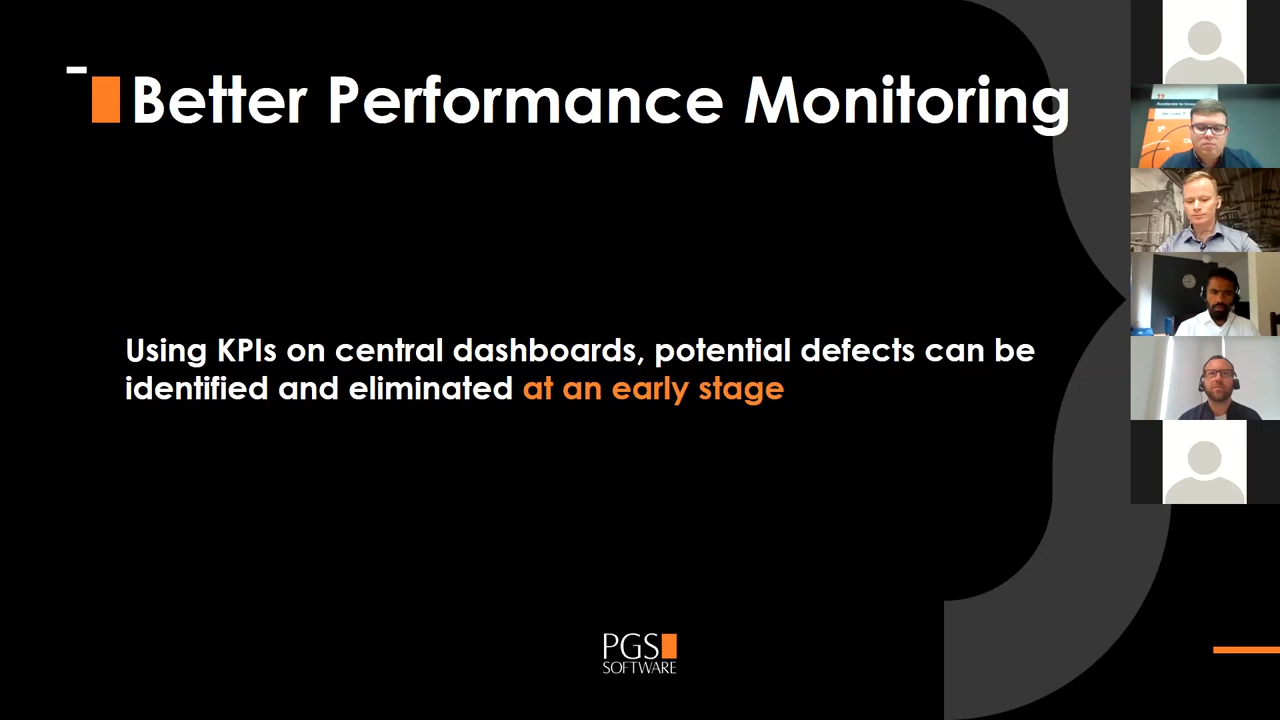 Better Performance Monitoring
Using KPIs on central dashboards, potential defects can be
identified and eliminated at an early stage
PGS
SOFTWARE